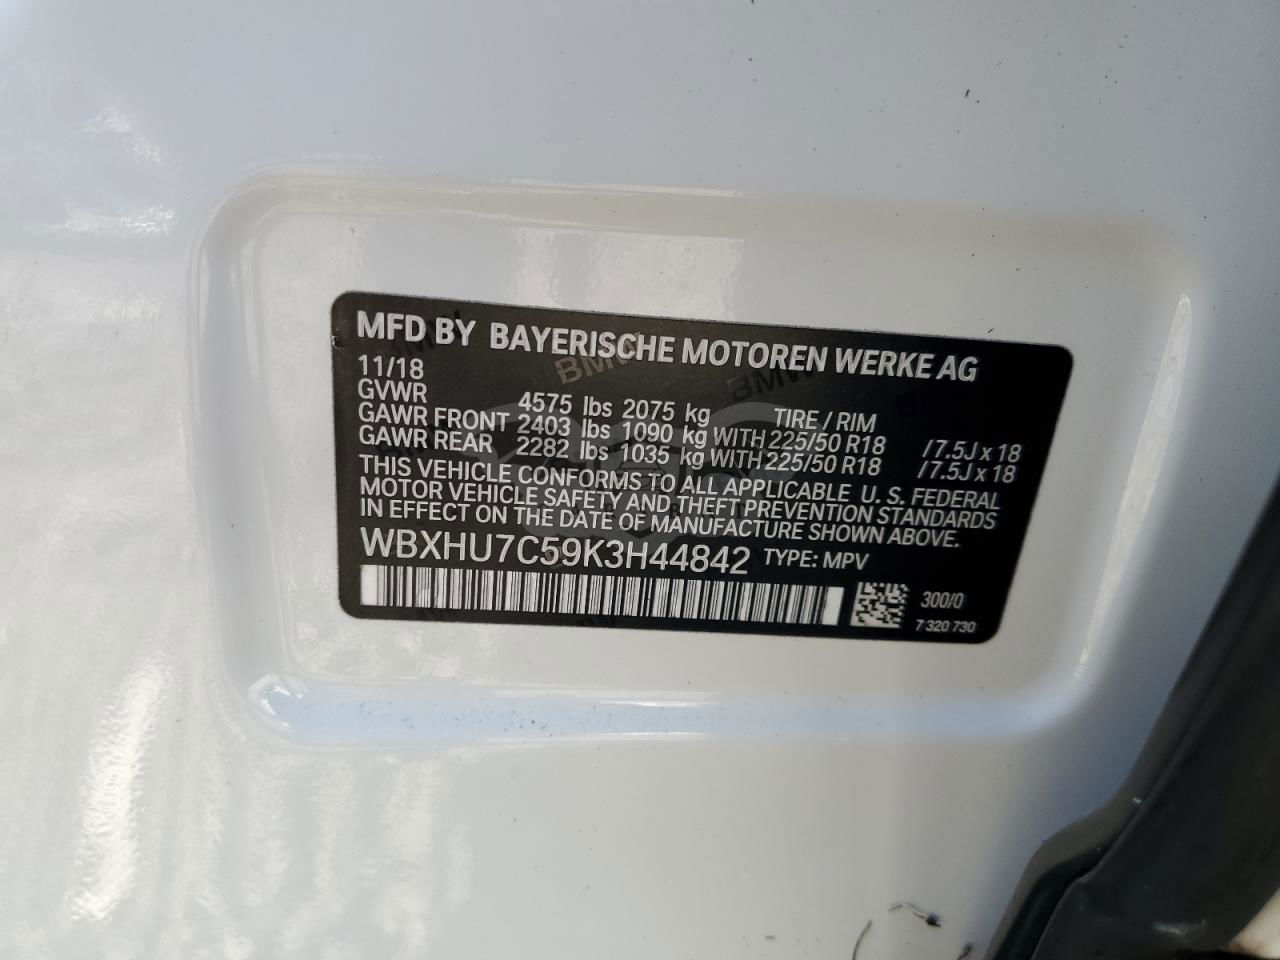 MFD BY BAYERISCHE MOTOREN WERKE AG
11/18
GVWR 4575 lbs 2075 kg TIRE / RIM
GAWR FRONT 2403 lbs 1090 kg WITH 225/50 R18 /7.5J x 18
GAWR REAR 2282 lbs 1035 kg WITH 225/50 R18 /7.5J x 18
THIS VEHICLE CONFORMS TO ALL APPLICABLE U. S. FEDERAL
MOTOR VEHICLE SAFETY AND THEFT PREVENTION STANDARDS
IN EFFECT ON THE DATE OF MANUFACTURE SHOWN ABOVE.
WBXHU7C59K3H44842 TYPE: MPV
300/0
7 320 730